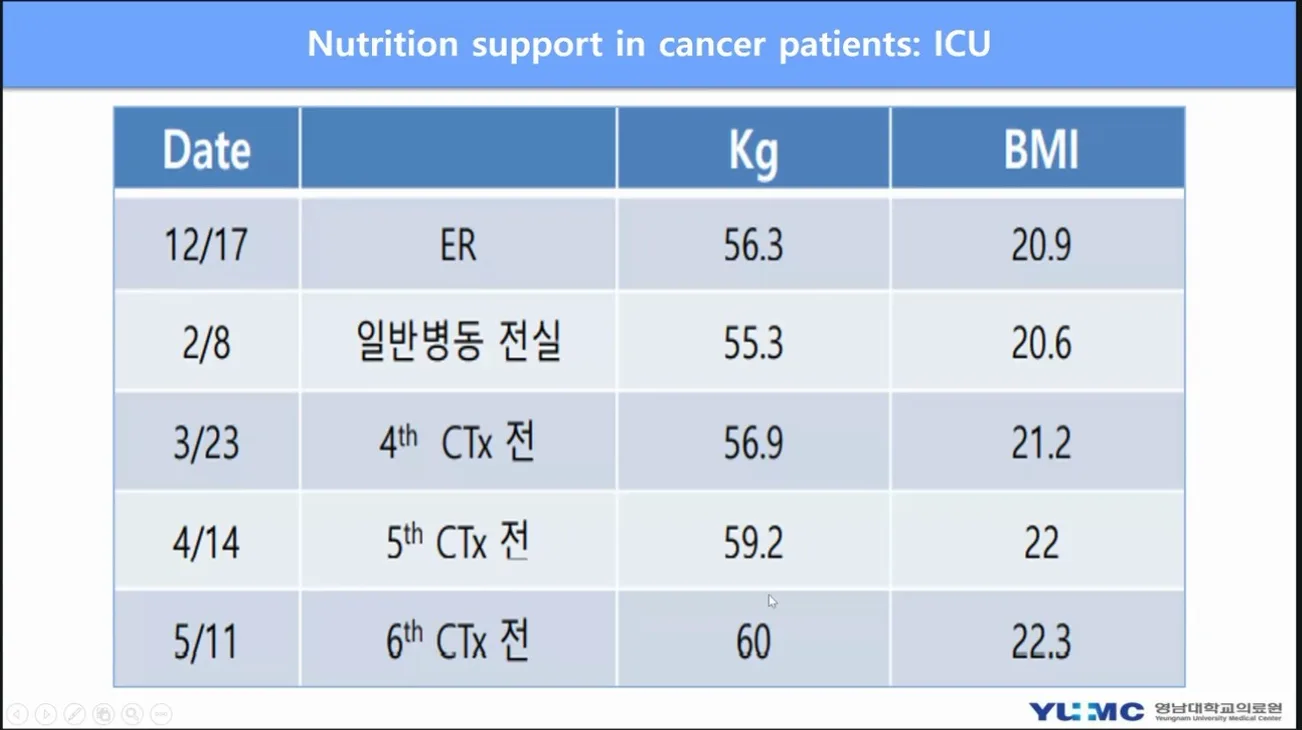 Nutrition support in cancer patients: ICU
Date Kg BMI
12/17 ER 56.3 20.9
2/8 일반병동 전실 55.3 20.6
3/23 4th CTx 전 56.9 21.2
4/14 5th CTx 전 59.2 22
5/11 6th CTx 전 60 22.3
YUMC 영남대학교의료원
Yeungnam University Medical Center